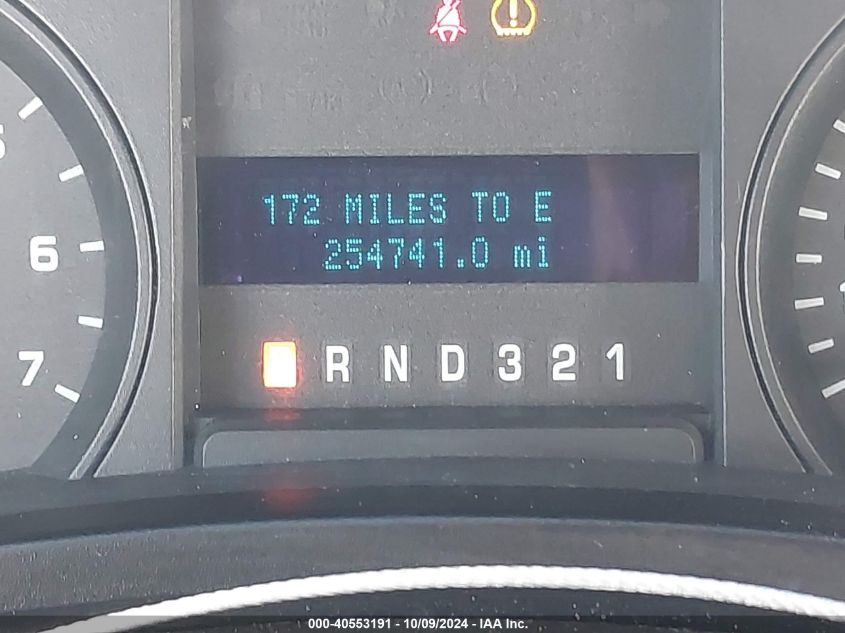 172 MILES TO E
254741.0 mi
6
7
R N D 3 2 1
000-40553191 - 10/09/2024 - IAA Inc.